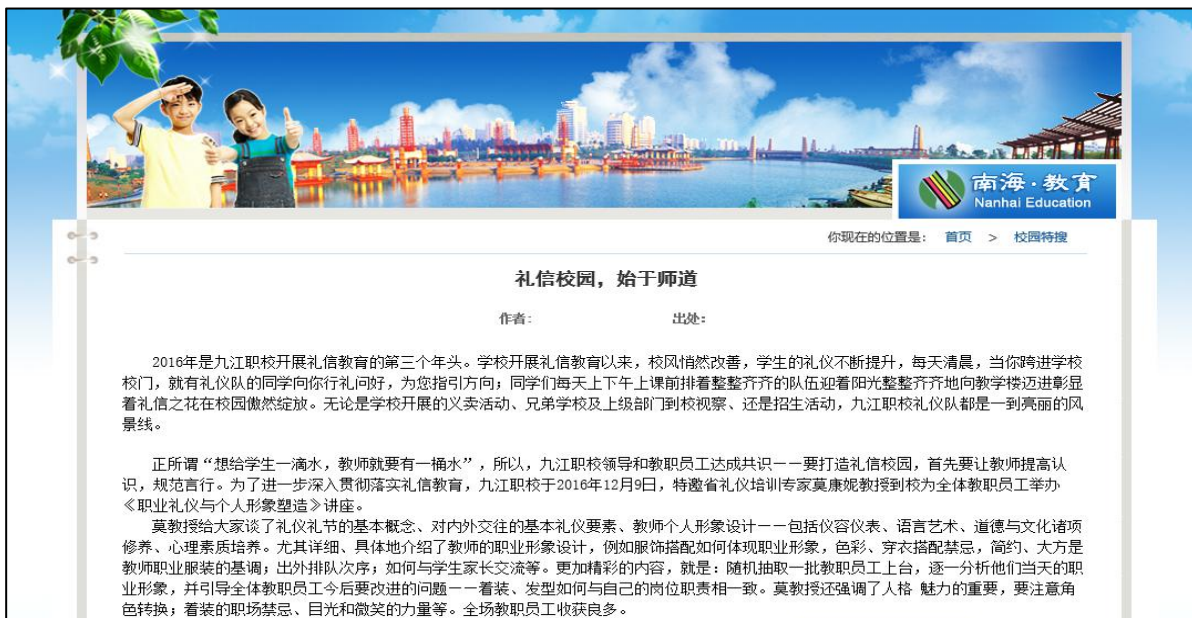 南海·教育
Nanhai Education
你现在的位置是： 首页 > 校园特搜
礼信校园，始于师道
作者： 出处：
2016年是九江职校开展礼信教育的第三个年头。学校开展礼信教育以来，校风悄然改善，学生的礼仪不断提升，每天清晨，当你跨进学校
校门，就有礼仪队的同学向你行礼问好，为您指引方向；同学们每天上下午上课前排着整整齐齐的队伍迎着阳光整整齐齐地向教学楼迈进彰显
着礼信之花在校园傲然绽放。无论是学校开展的义卖活动、兄弟学校及上级部门到校视察、还是招生活动，九江职校礼仪队都是一到亮丽的风
景线。
正所谓“想给学生一滴水，教师就要有一桶水”，所以，九江职校领导和教职员工达成共识——要打造礼信校园，首先要让教师提高认
识，规范言行。为了进一步深入贯彻落实礼信教育，九江职校于2016年12月9日，特邀省礼仪培训专家莫康妮教授到校为全体教职员工举办
《职业礼仪与个人形象塑造》讲座。
莫教授给大家谈了礼仪礼节的基本概念、对内外交往的基本礼仪要素、教师个人形象设计——包括仪容仪表、语言艺术、道德与文化诸项
修养、心理素质培养。尤其详细、具体地介绍了教师的职业形象设计，例如服饰搭配如何体现职业形象，色彩、穿衣搭配禁忌，简约、大方是
教师职业服装的基调；出外排队次序；如何与学生家长交流等。更加精彩的内容，就是：随机抽取一批教职员工上台，逐一分析他们当天的职
业形象，并引导全体教职员工今后要改进的问题——着装、发型如何与自己的岗位职责相一致。莫教授还强调了人格 魅力的重要，要注意角
色转换；着装的职场禁忌、目光和微笑的力量等。全场教职员工收获良多。